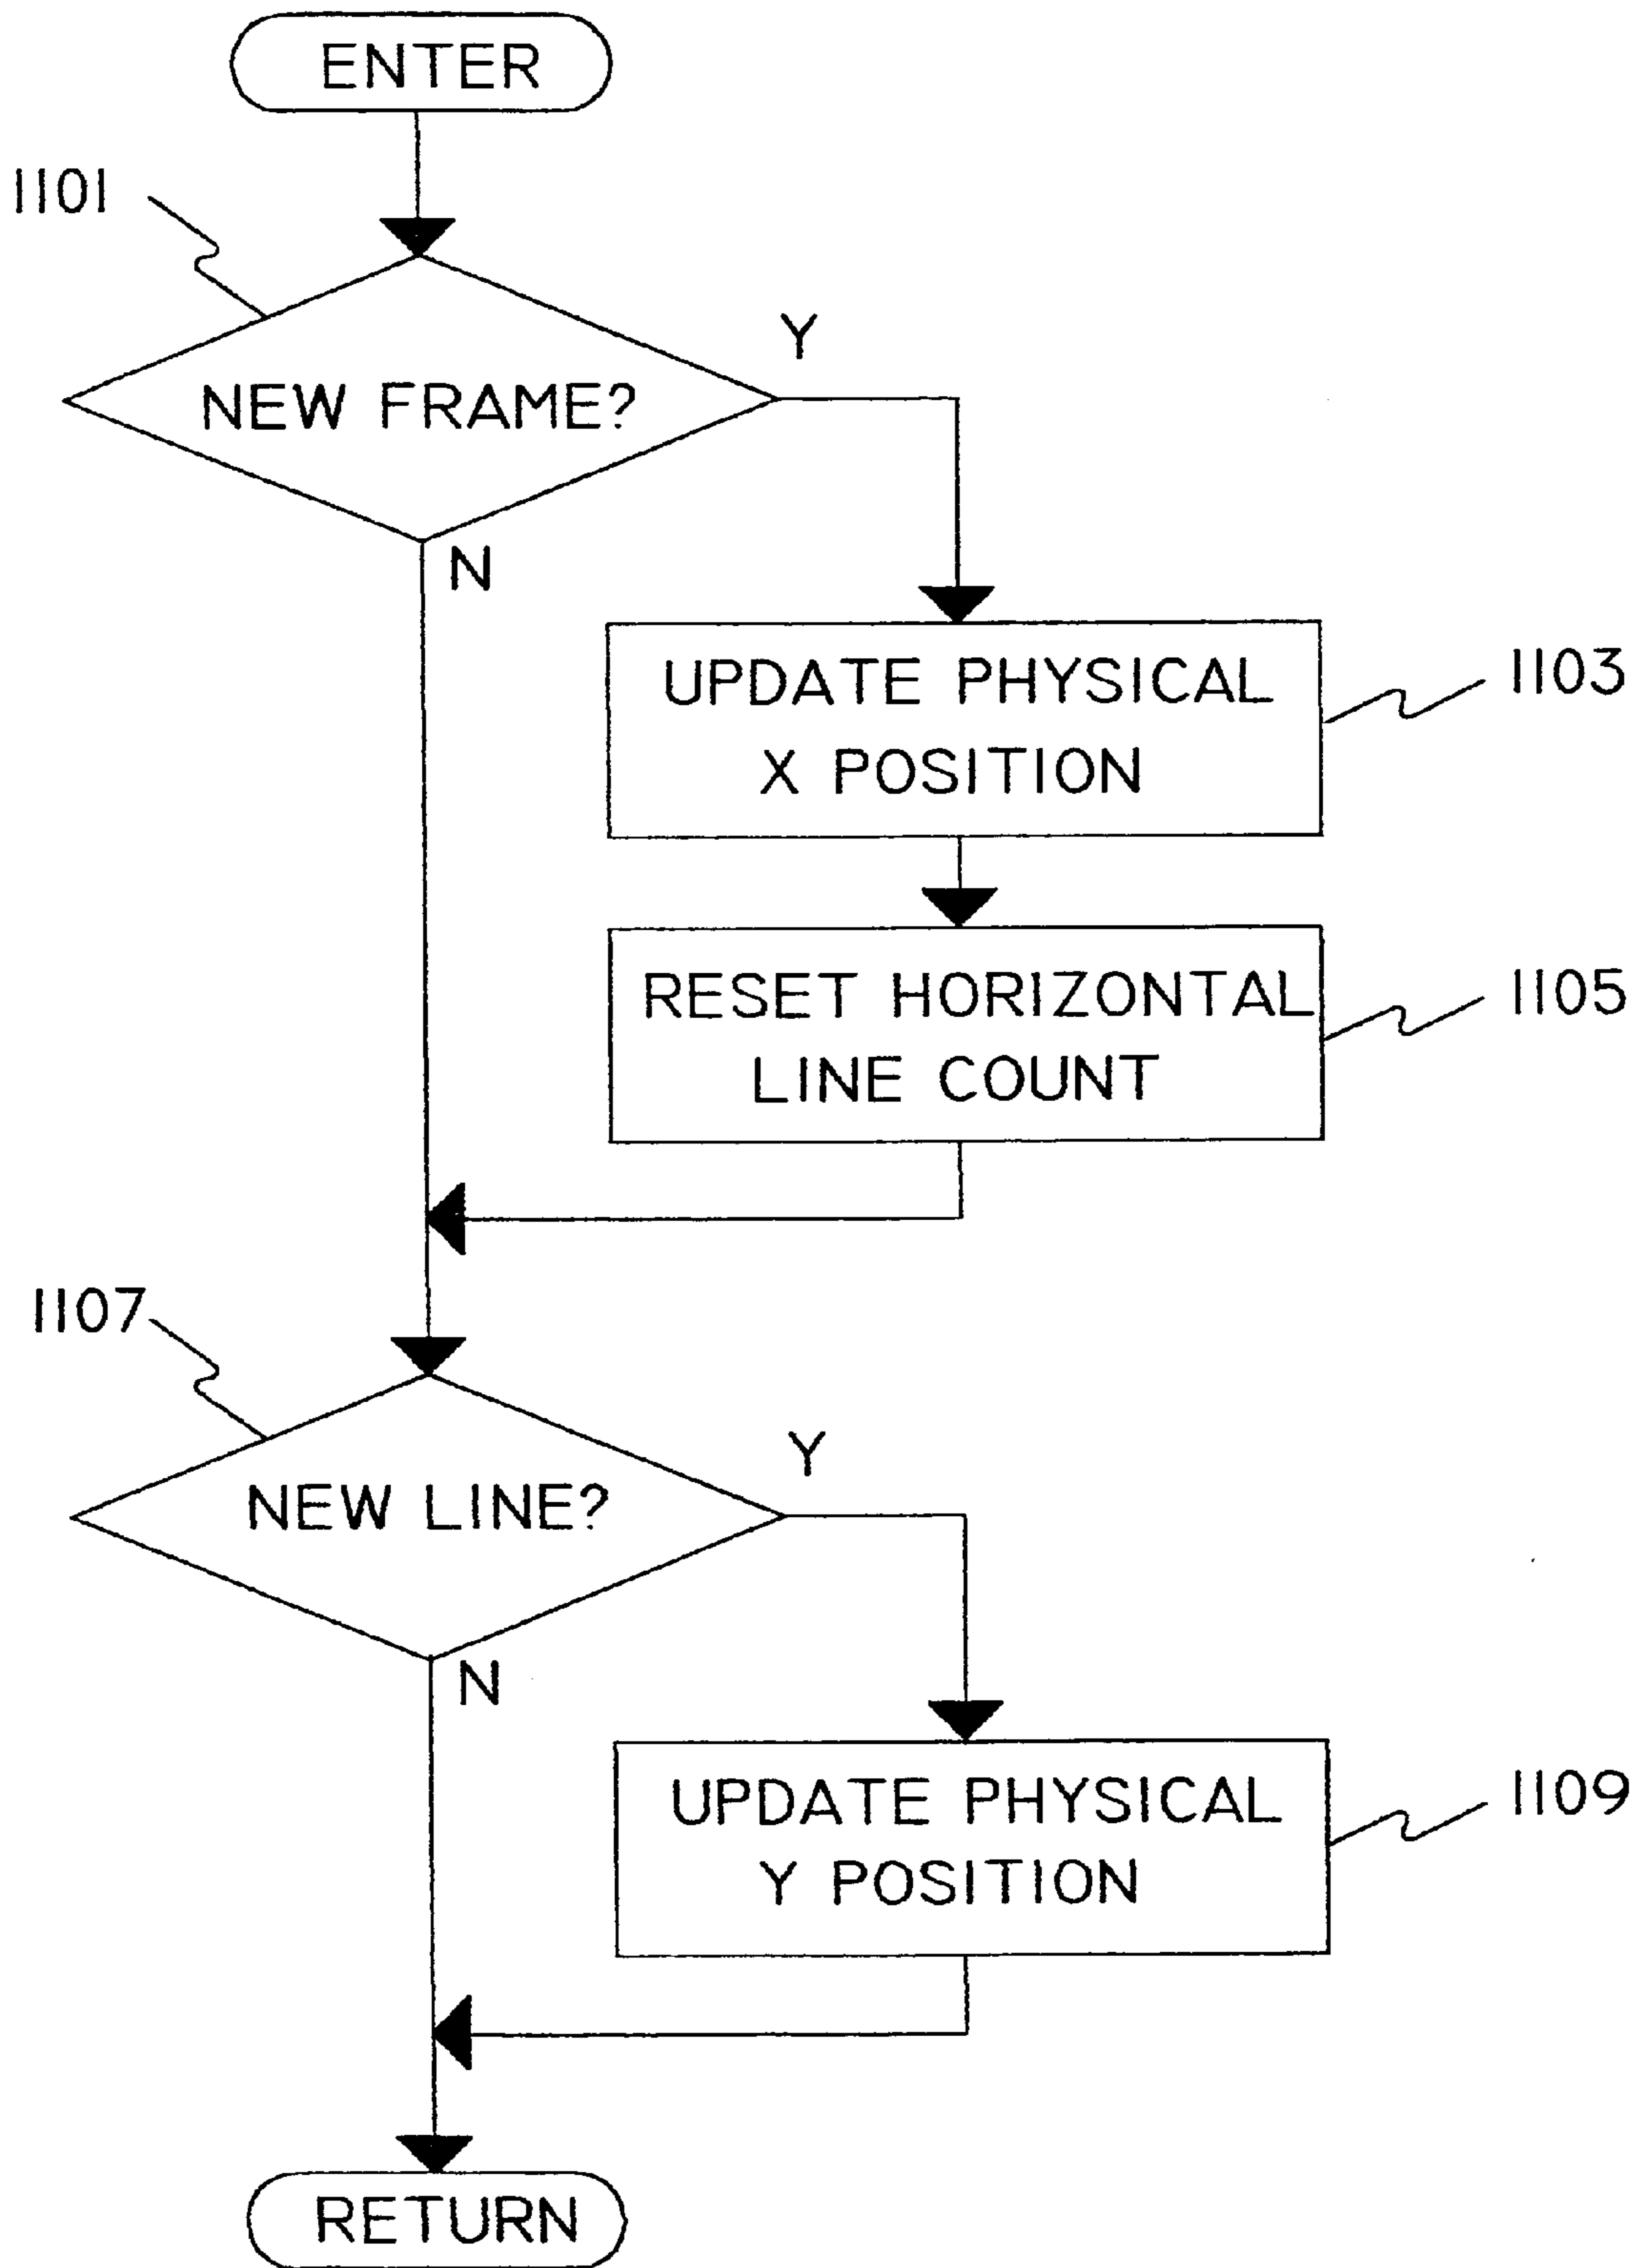 ENTER
1101
Y
NEW FRAME?
N
UPDATE PHYSICAL
X POSITION
1103
RESET HORIZONTAL
LINE COUNT
1105
1107
Y
NEW LINE?
N
UPDATE PHYSICAL
Y POSITION
1109
RETURN